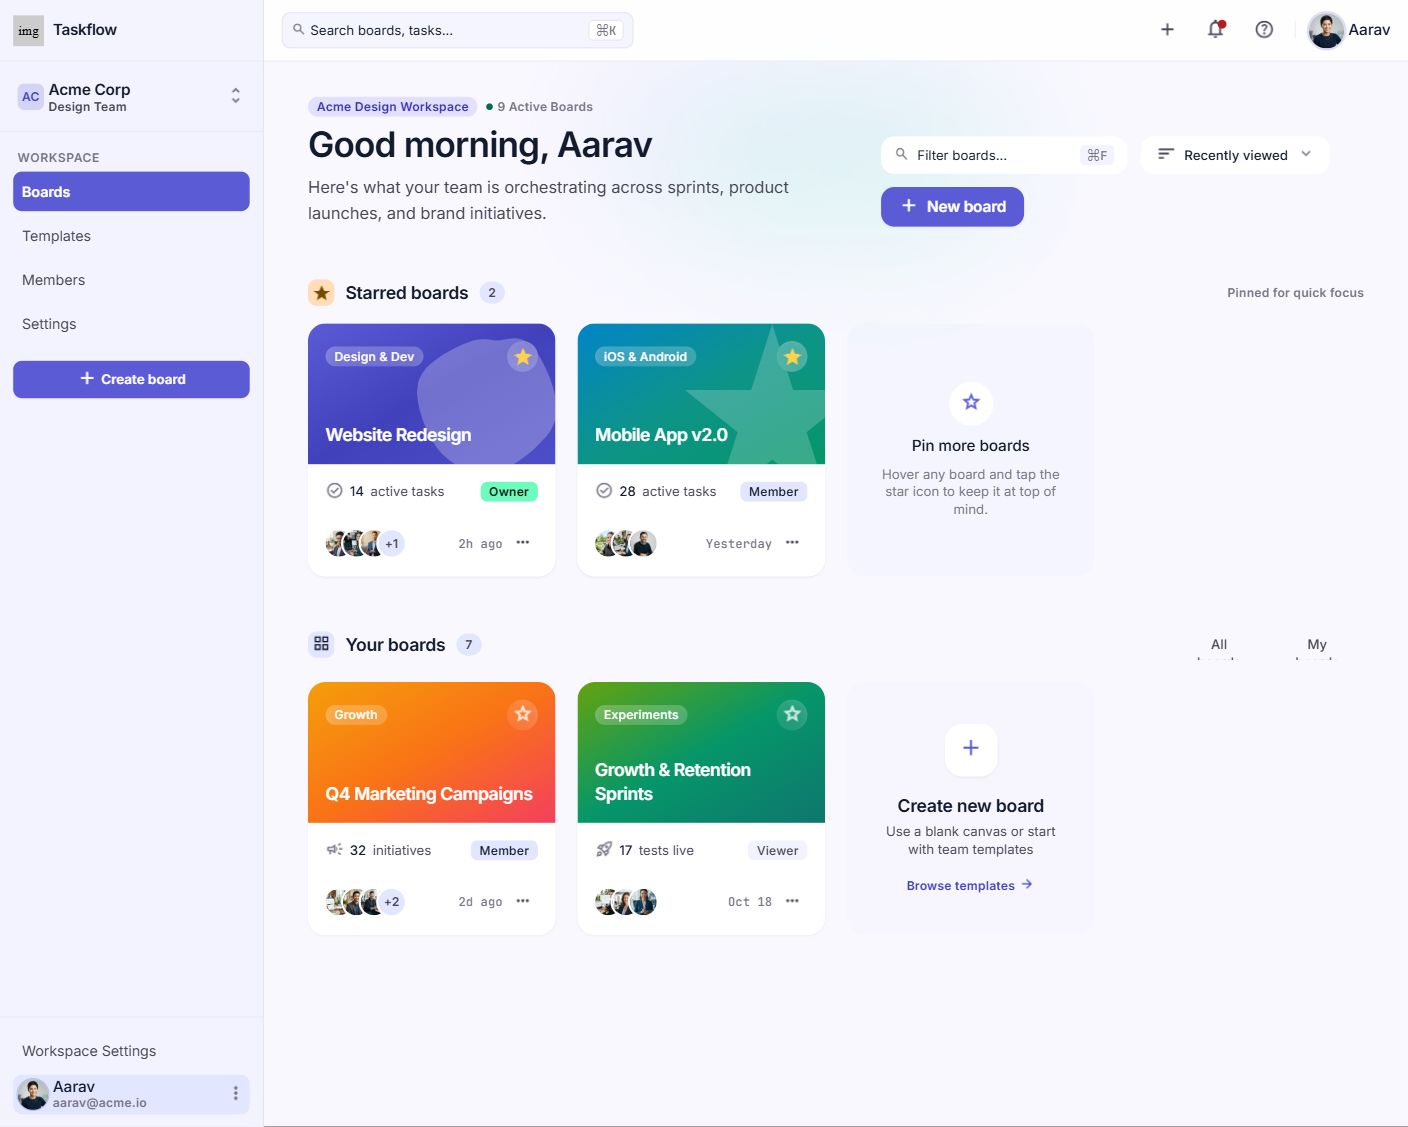 img
Taskflow
Search boards, tasks...
⌘K
Aarav
AC
Acme Corp
Design Team
WORKSPACE
Boards
Templates
Members
Settings
Create board
Acme Design Workspace
9 Active Boards
Good morning, Aarav
Here's what your team is orchestrating across sprints, product
launches, and brand initiatives.
Filter boards...
⌘F
Recently viewed
New board
Starred boards
2
Pinned for quick focus
Design & Dev
Website Redesign
14 active tasks
Owner
+1
2h ago
iOS & Android
Mobile App v2.0
28 active tasks
Member
Yesterday
Pin more boards
Hover any board and tap the
star icon to keep it at top of
mind.
Your boards
7
All
My
Growth
Q4 Marketing Campaigns
32 initiatives
Member
+2
2d ago
Experiments
Growth & Retention
Sprints
17 tests live
Viewer
Oct 18
Create new board
Use a blank canvas or start
with team templates
Browse templates
Workspace Settings
Aarav
aarav@acme.io